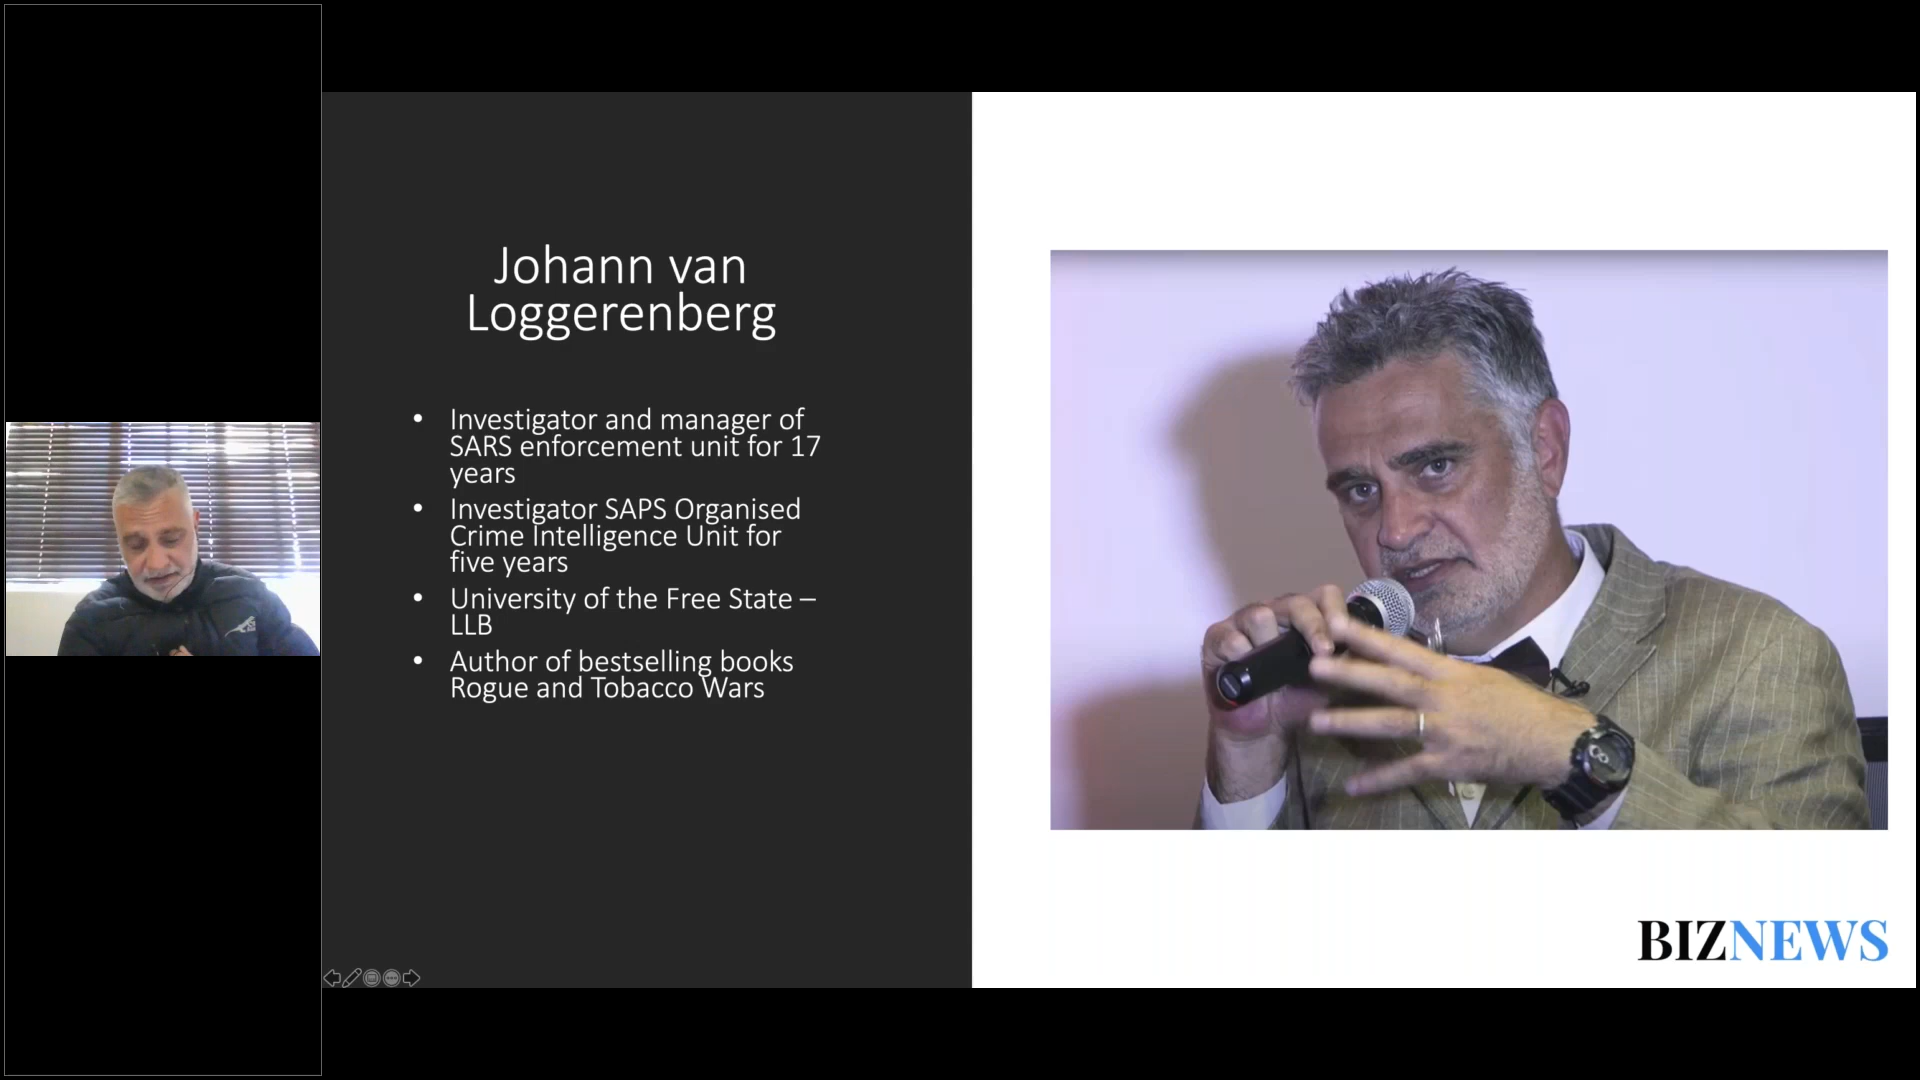 Johann van
Loggerenberg
• Investigator and manager of
SARS enforcement unit for 17
years
• Investigator SAPS Organised
Crime Intelligence Unit for
five years
• University of the Free State –
LLB
• Author of bestselling books
Rogue and Tobacco Wars
BIZNEWS